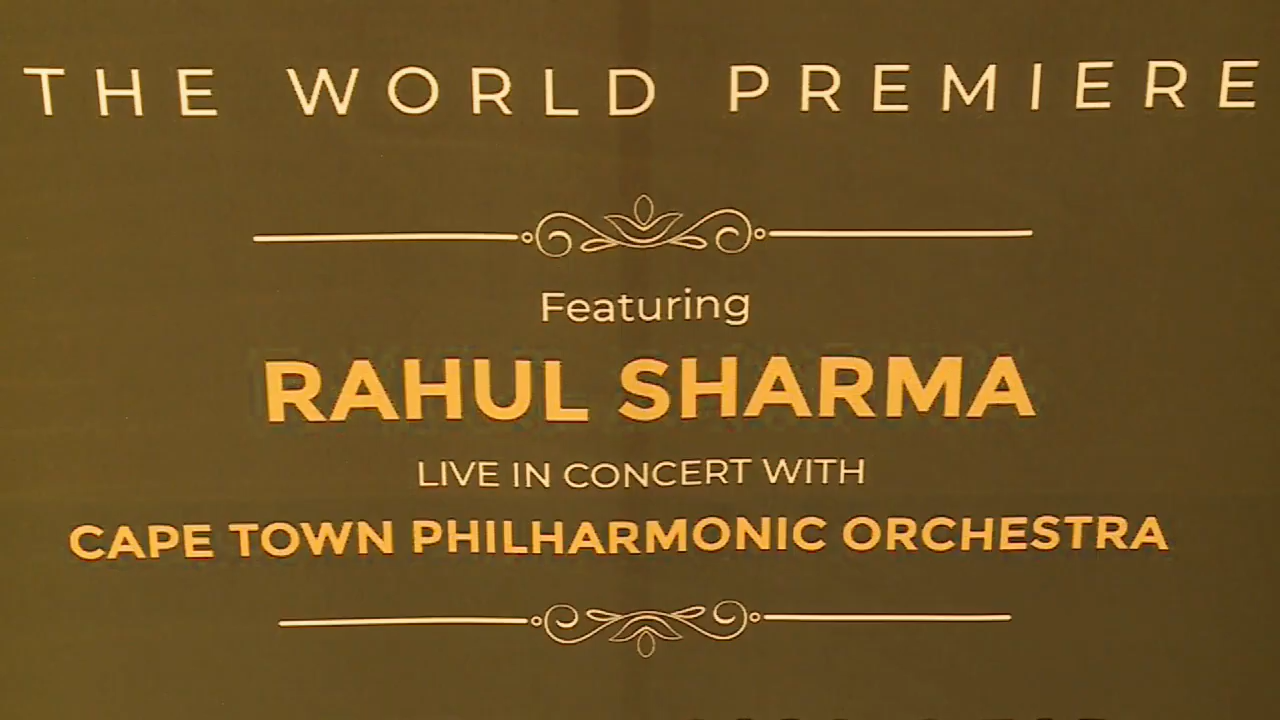 THE WORLD PREMIERE
Featuring
RAHUL SHARMA
LIVE IN CONCERT WITH
CAPE TOWN PHILHARMONIC ORCHESTRA